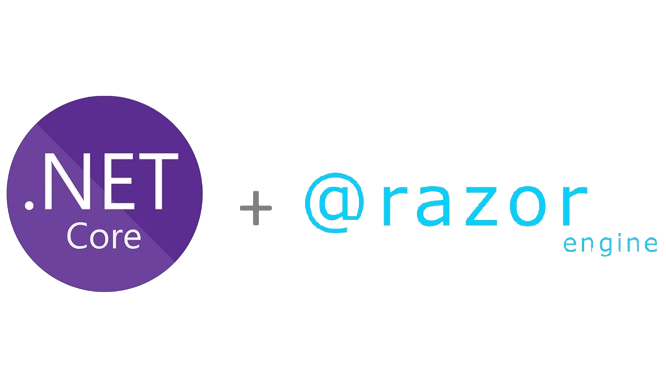 .NET
Core
+
@razor
engine